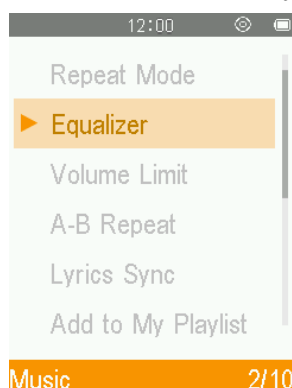 12:00
Repeat Mode
Equalizer
Volume Limit
A-B Repeat
Lyrics Sync
Add to My Playlist
Music 2/10